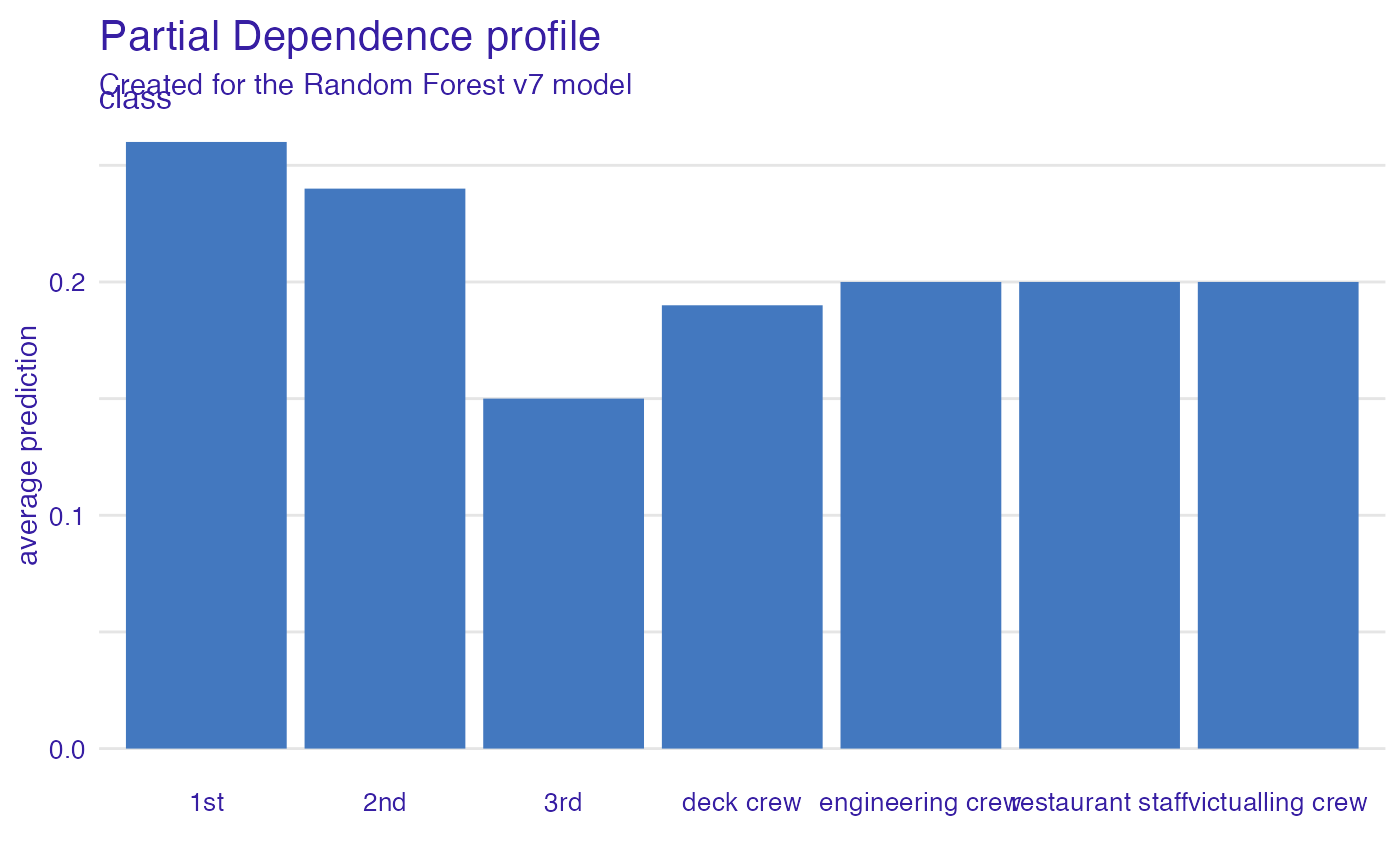 Partial Dependence profile
Created for the Random Forest v7 model
class
average prediction
0.2
0.1
0.0
1st 2nd 3rd deck crew engineering crew restaurant staff victualling crew